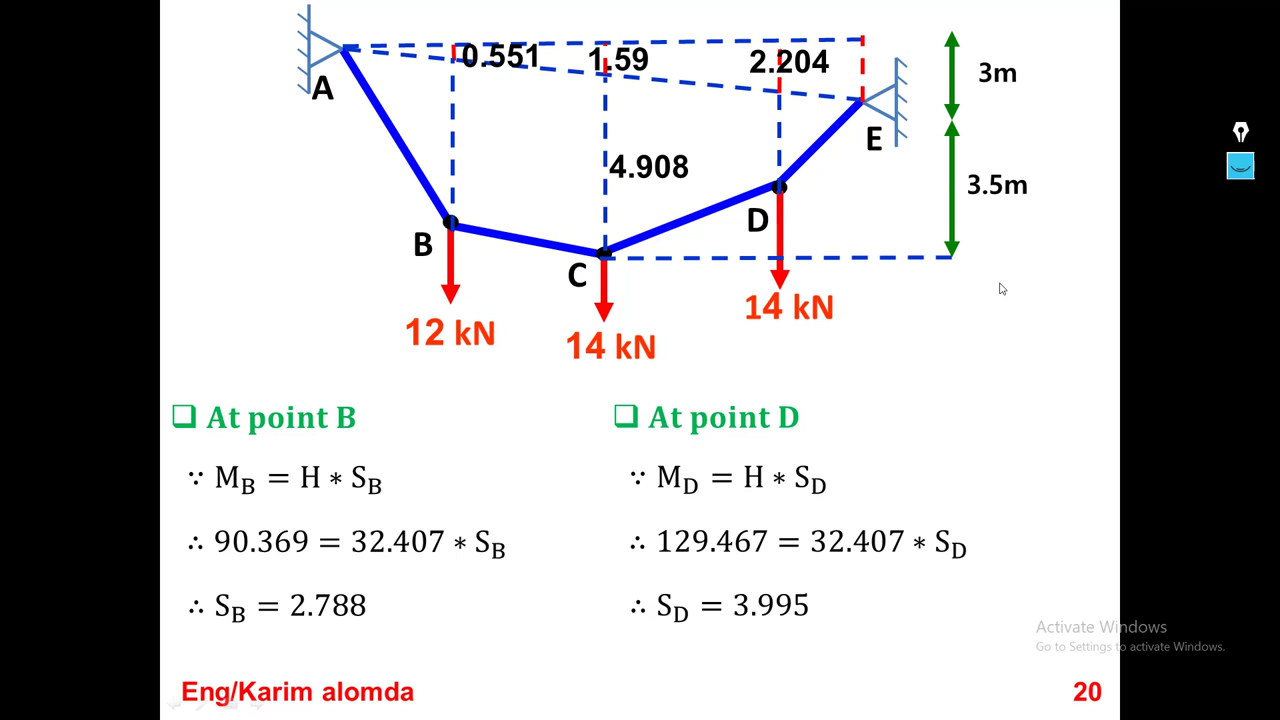 0.551 1.59 2.204
3m
A
E
4.908
3.5m
B
D
C
12 kN
14 kN
14 kN
❑ At point B
∵ M_B = H ∗ S_B
∴ 90.369 = 32.407 ∗ S_B
∴ S_B = 2.788
❑ At point D
∵ M_D = H ∗ S_D
∴ 129.467 = 32.407 ∗ S_D
∴ S_D = 3.995
Activate Windows
Go to Settings to activate Windows.
Eng/Karim alomda
20